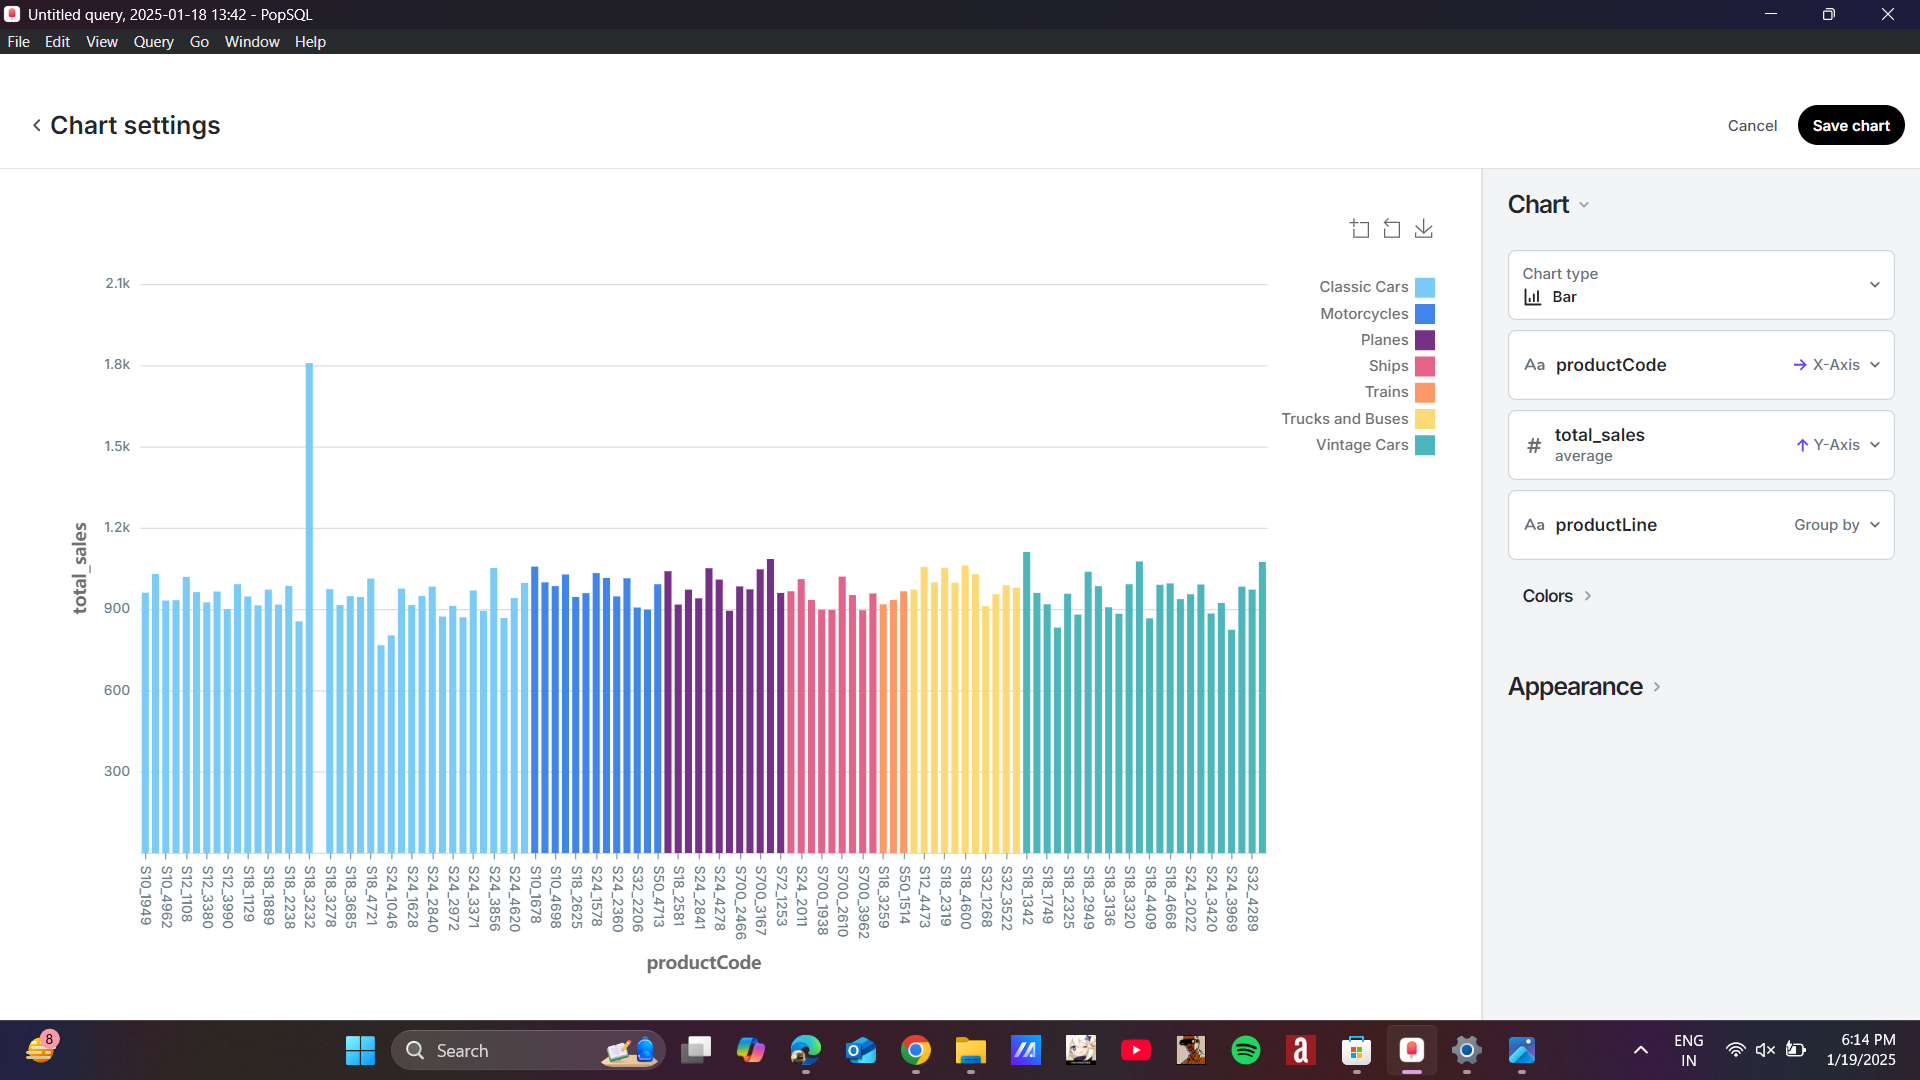 Untitled query, 2025-01-18 13:42 - PopSQL
File Edit View Query Go Window Help
Chart settings
Cancel
Save chart
2.1k
1.8k
1.5k
1.2k
900
600
300
total_sales
Classic Cars
Motorcycles
Planes
Ships
Trains
Trucks and Buses
Vintage Cars
S10_1949
S10_4962
S12_1108
S12_3380
S12_3990
S18_1129
S18_1889
S18_2238
S18_3232
S18_3278
S18_3685
S18_4721
S24_1046
S24_1628
S24_2840
S24_2972
S24_3371
S24_3856
S24_4620
S10_1678
S10_4698
S18_2625
S24_1578
S24_2360
S32_2206
S50_4713
S18_2581
S24_2841
S24_4278
S700_2466
S700_3167
S72_1253
S24_2011
S700_1938
S700_2610
S700_3962
S18_3259
S50_1514
S12_4473
S18_2319
S18_4600
S32_1268
S32_3522
S18_1342
S18_1749
S18_2325
S18_2949
S18_3136
S18_3320
S18_4409
S18_4668
S24_2022
S24_3420
S24_3969
S32_4289
productCode
Chart
Chart type
Bar
Aa productCode X-Axis
# total_sales Y-Axis
average
Aa productLine Group by
Colors
Appearance
8
Search
a
ENG
IN
6:14 PM
1/19/2025